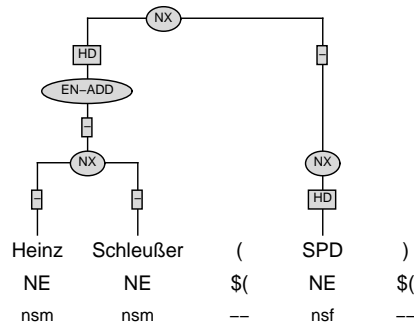 NX
HD –
EN–ADD
–
NX NX
– – HD
Heinz Schleußer ( SPD )
NE NE $( NE $(
nsm nsm –– nsf ––